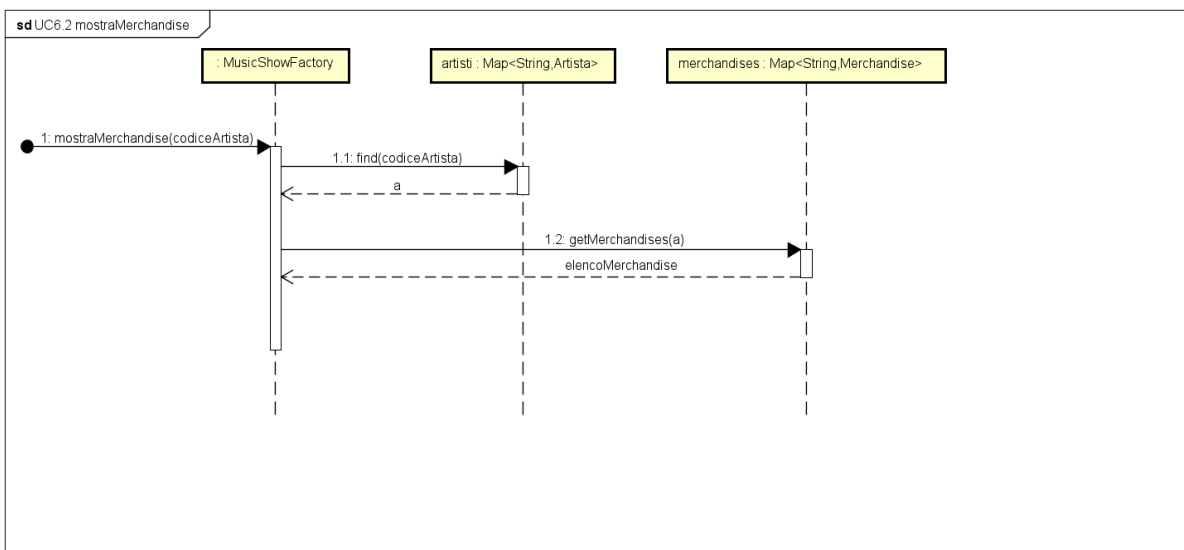 sd UC6.2 mostraMerchandise
: MusicShowFactory
artisti : Map<String,Artista>
merchandises : Map<String,Merchandise>
1: mostraMerchandise(codiceArtista)
1.1: find(codiceArtista)
a
1.2: getMerchandises(a)
elencoMerchandise